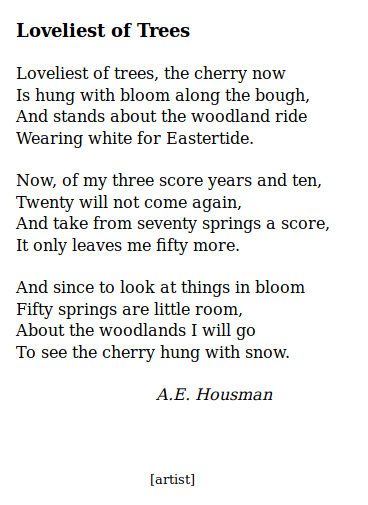 Loveliest of Trees
Loveliest of trees, the cherry now
Is hung with bloom along the bough,
And stands about the woodland ride
Wearing white for Eastertide.
Now, of my three score years and ten,
Twenty will not come again,
And take from seventy springs a score,
It only leaves me fifty more.
And since to look at things in bloom
Fifty springs are little room,
About the woodlands I will go
To see the cherry hung with snow.
A.E. Housman
[artist]